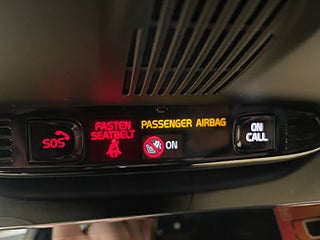 SOS
FASTEN
SEATBELT
PASSENGER AIRBAG
ON
ON
CALL